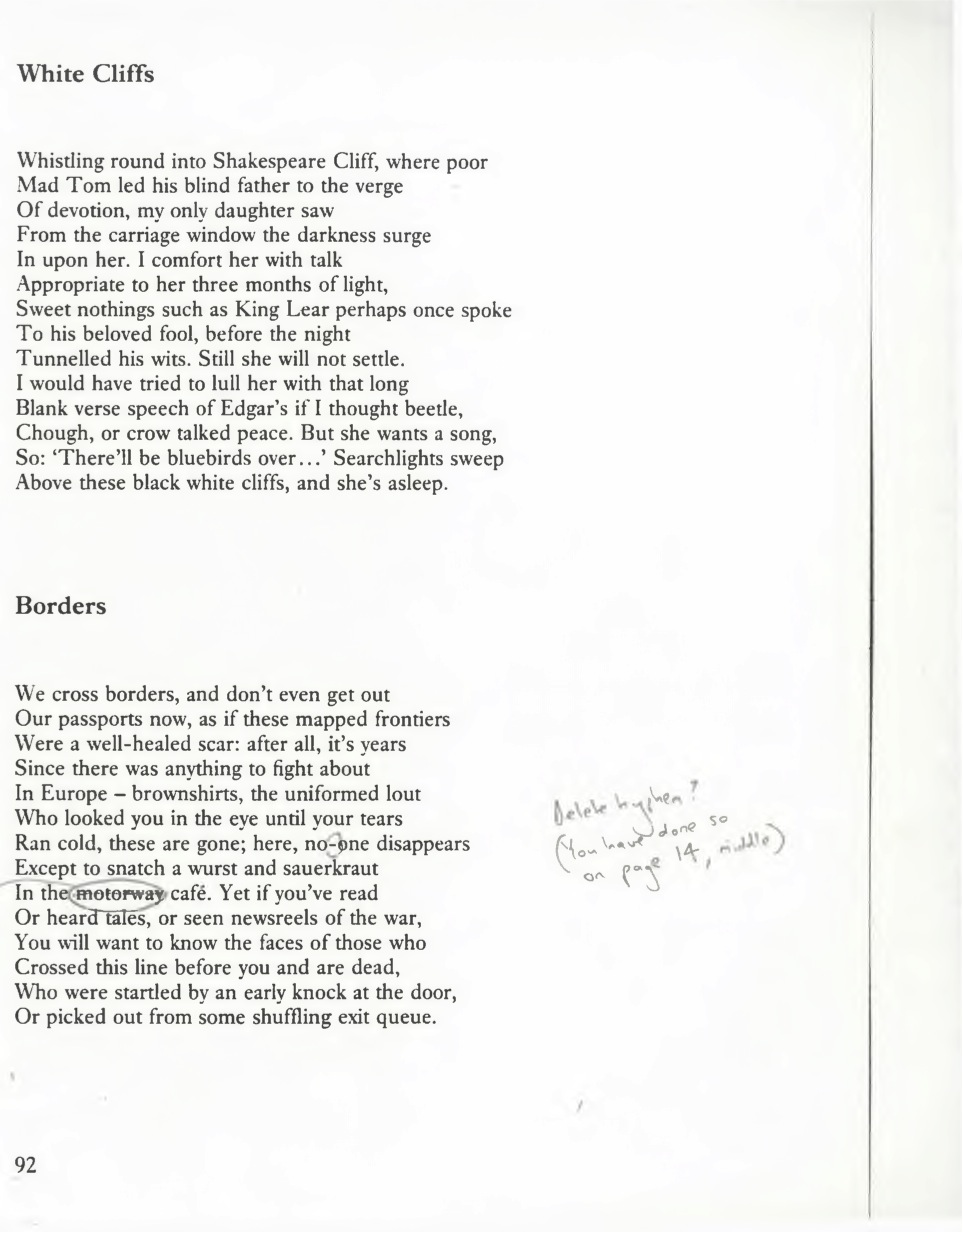 White Cliffs
Whistling round into Shakespeare Cliff, where poor
Mad Tom led his blind father to the verge
Of devotion, my only daughter saw
From the carriage window the darkness surge
In upon her. I comfort her with talk
Appropriate to her three months of light,
Sweet nothings such as King Lear perhaps once spoke
To his beloved fool, before the night
Tunnelled his wits. Still she will not settle.
I would have tried to lull her with that long
Blank verse speech of Edgar's if I thought beetle,
Chough, or crow talked peace. But she wants a song,
So: ‘There'll be bluebirds over...’ Searchlights sweep
Above these black white cliffs, and she's asleep.
Borders
We cross borders, and don't even get out
Our passports now, as if these mapped frontiers
Were a well-healed scar: after all, it's years
Since there was anything to fight about
In Europe – brownshirts, the uniformed lout
Who looked you in the eye until your tears
Ran cold, these are gone; here, no-one disappears
Except to snatch a wurst and sauerkraut
In the motorway café. Yet if you've read
Or heard tales, or seen newsreels of the war,
You will want to know the faces of those who
Crossed this line before you and are dead,
Who were startled by an early knock at the door,
Or picked out from some shuffling exit queue.
Delete hyphen?
(You have done so
on page 14, middle)
92